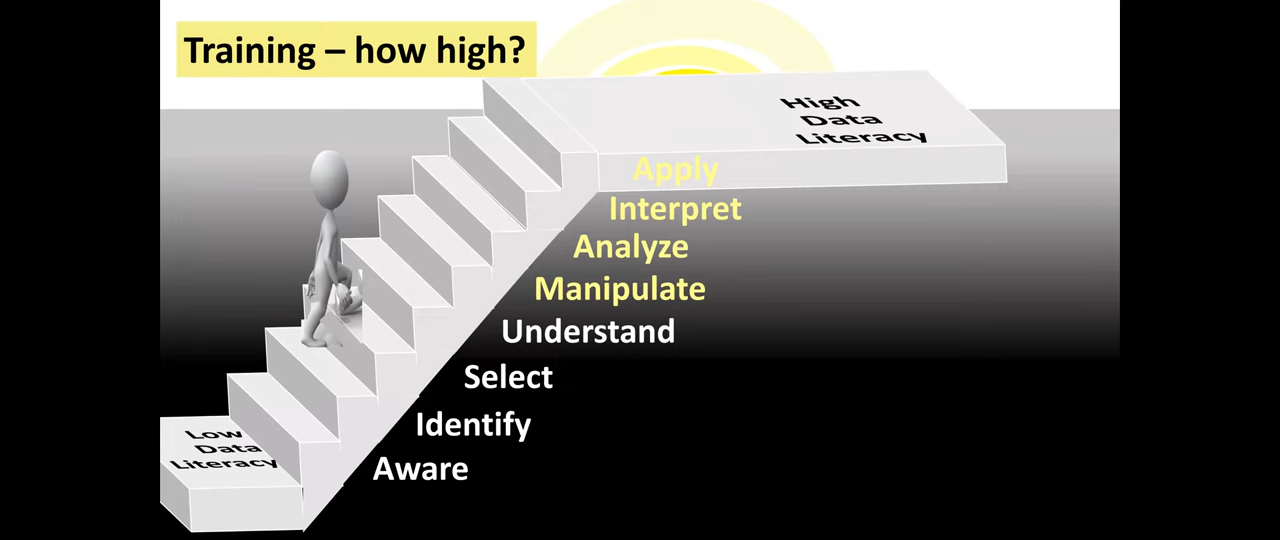 Training – how high?
High
Data
Literacy
Apply
Interpret
Analyze
Manipulate
Understand
Select
Identify
Aware
Low
Data
Literacy